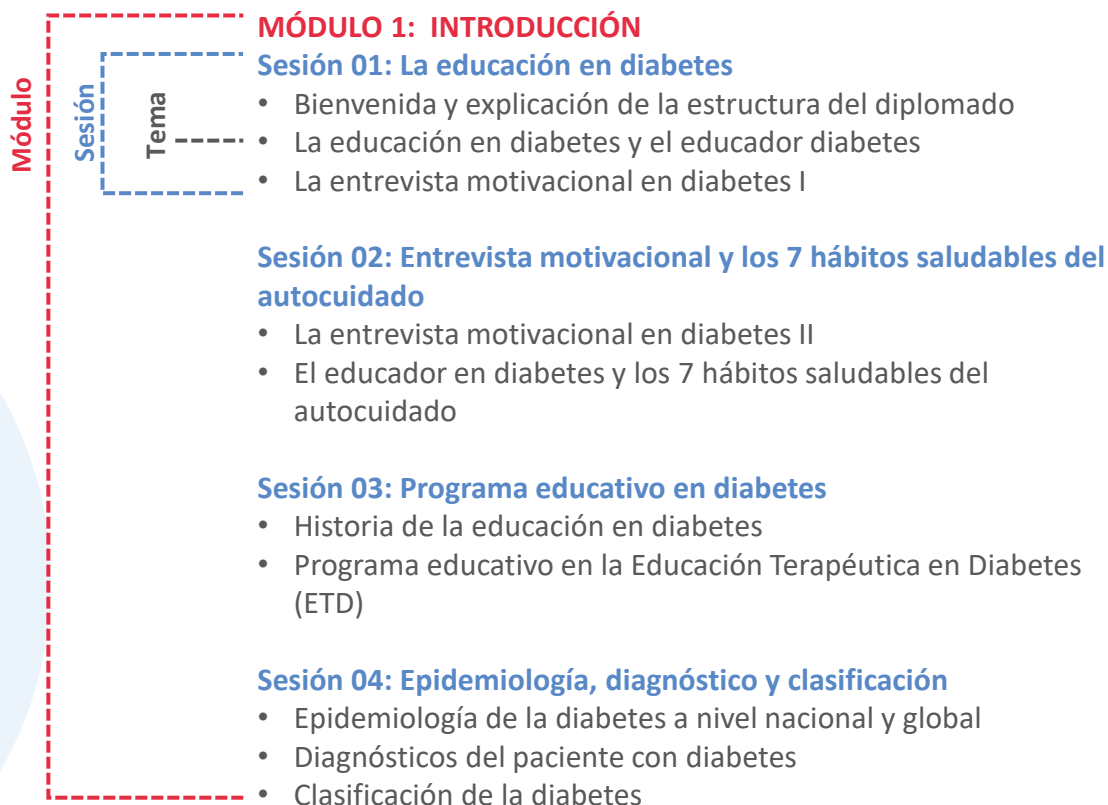 MÓDULO 1: INTRODUCCIÓN
Sesión 01: La educación en diabetes
• Bienvenida y explicación de la estructura del diplomado
• La educación en diabetes y el educador diabetes
• La entrevista motivacional en diabetes I
Módulo
Sesión
Tema
Sesión 02: Entrevista motivacional y los 7 hábitos saludables del
autocuidado
• La entrevista motivacional en diabetes II
• El educador en diabetes y los 7 hábitos saludables del
autocuidado
Sesión 03: Programa educativo en diabetes
• Historia de la educación en diabetes
• Programa educativo en la Educación Terapéutica en Diabetes
(ETD)
Sesión 04: Epidemiología, diagnóstico y clasificación
• Epidemiología de la diabetes a nivel nacional y global
• Diagnósticos del paciente con diabetes
• Clasificación de la diabetes